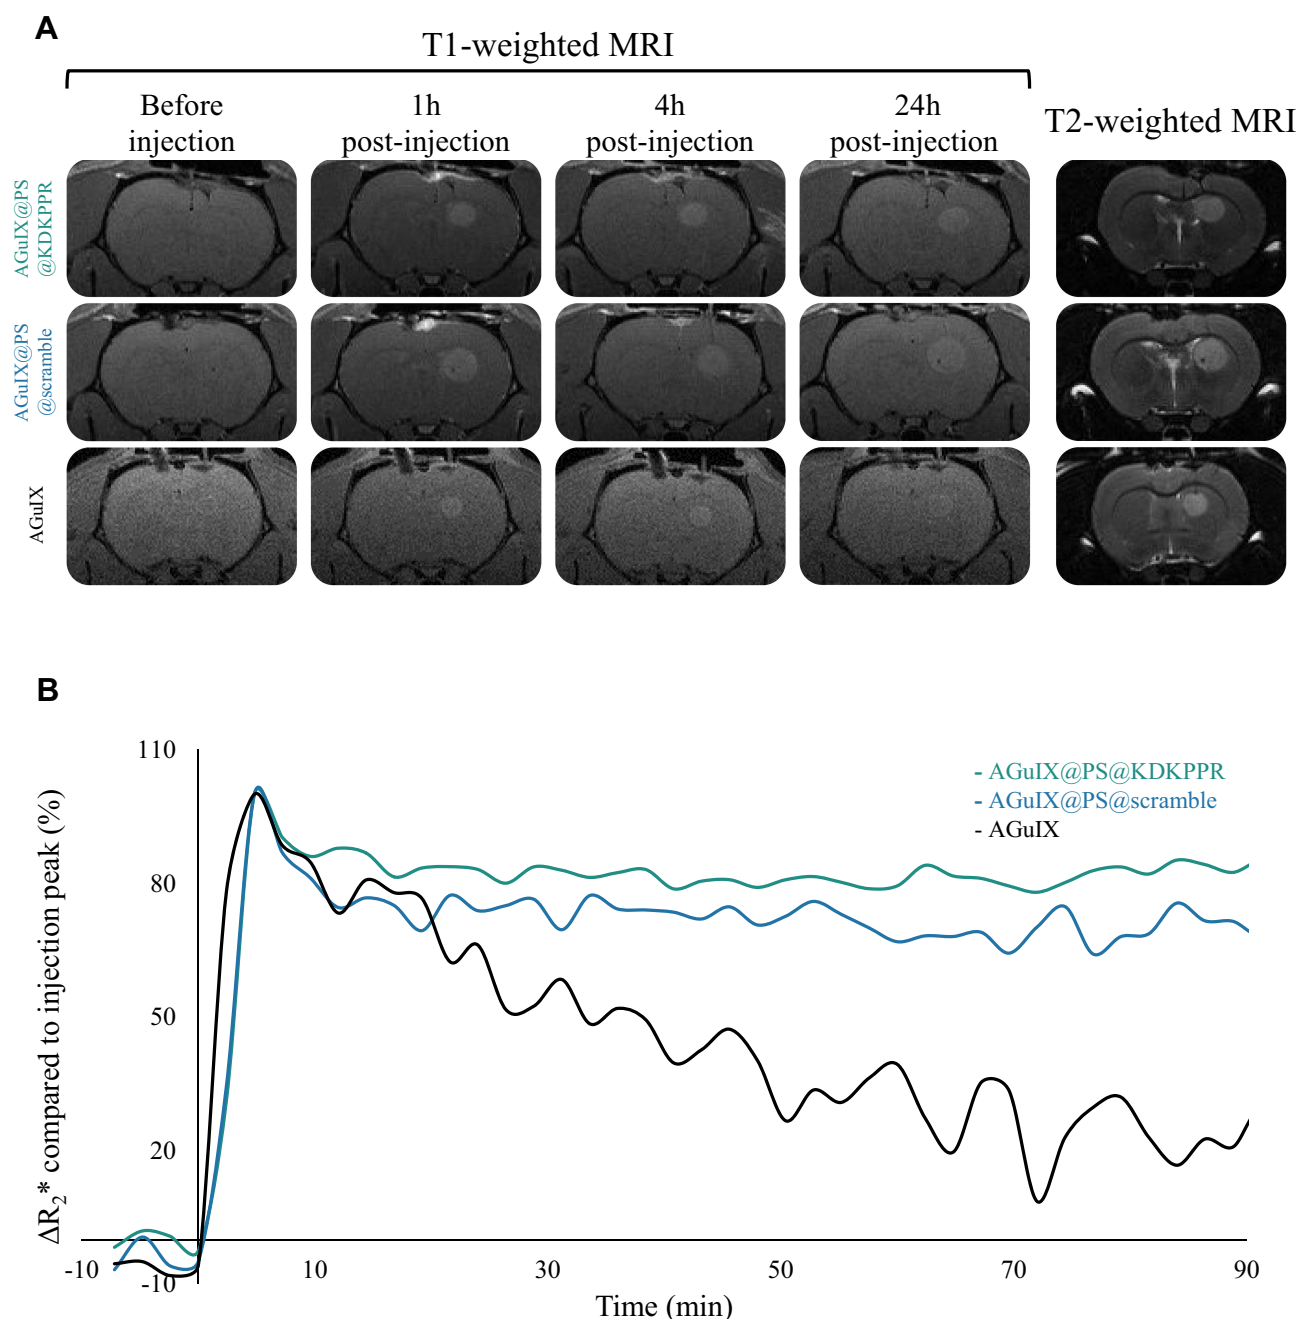 A
T1-weighted MRI
Before
injection
1h
post-injection
4h
post-injection
24h
post-injection
T2-weighted MRI
AGuIX@PS
@KDKPPR
AGuIX@PS
@scramble
AGuIX
B
110
80
50
20
-10
ΔR₂* compared to injection peak (%)
- AGuIX@PS@KDKPPR
- AGuIX@PS@scramble
- AGuIX
-10
10
30
50
70
90
Time (min)